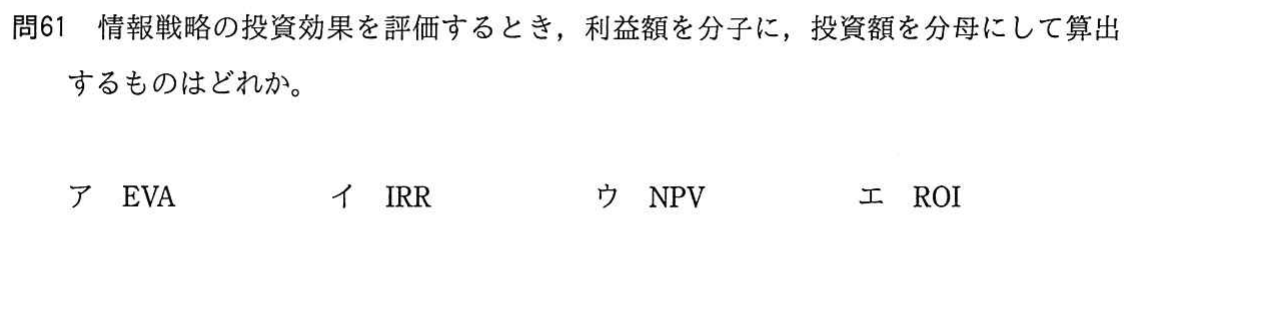 問61　情報戦略の投資効果を評価するとき，利益額を分子に，投資額を分母にして算出
するものはどれか。
ア　EVA　イ　IRR　ウ　NPV　エ　ROI